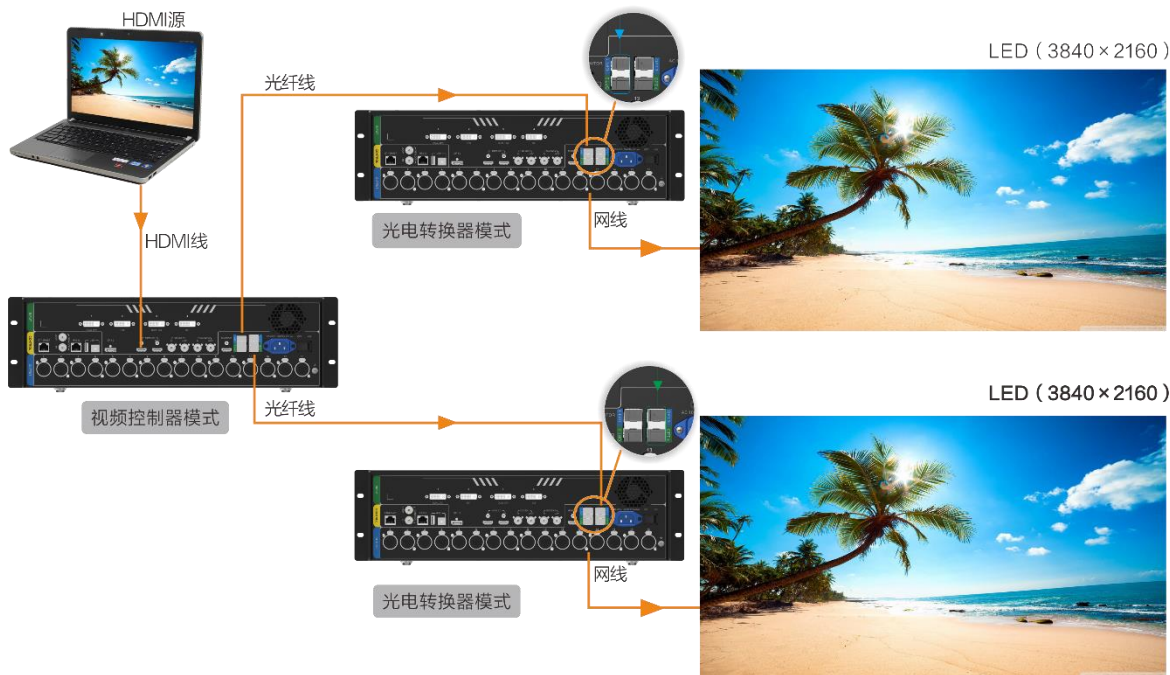 HDMI源
LED（3840×2160）
光纤线
光电转换器模式
网线
HDMI线
LED（3840×2160）
视频控制器模式
光纤线
光电转换器模式
网线